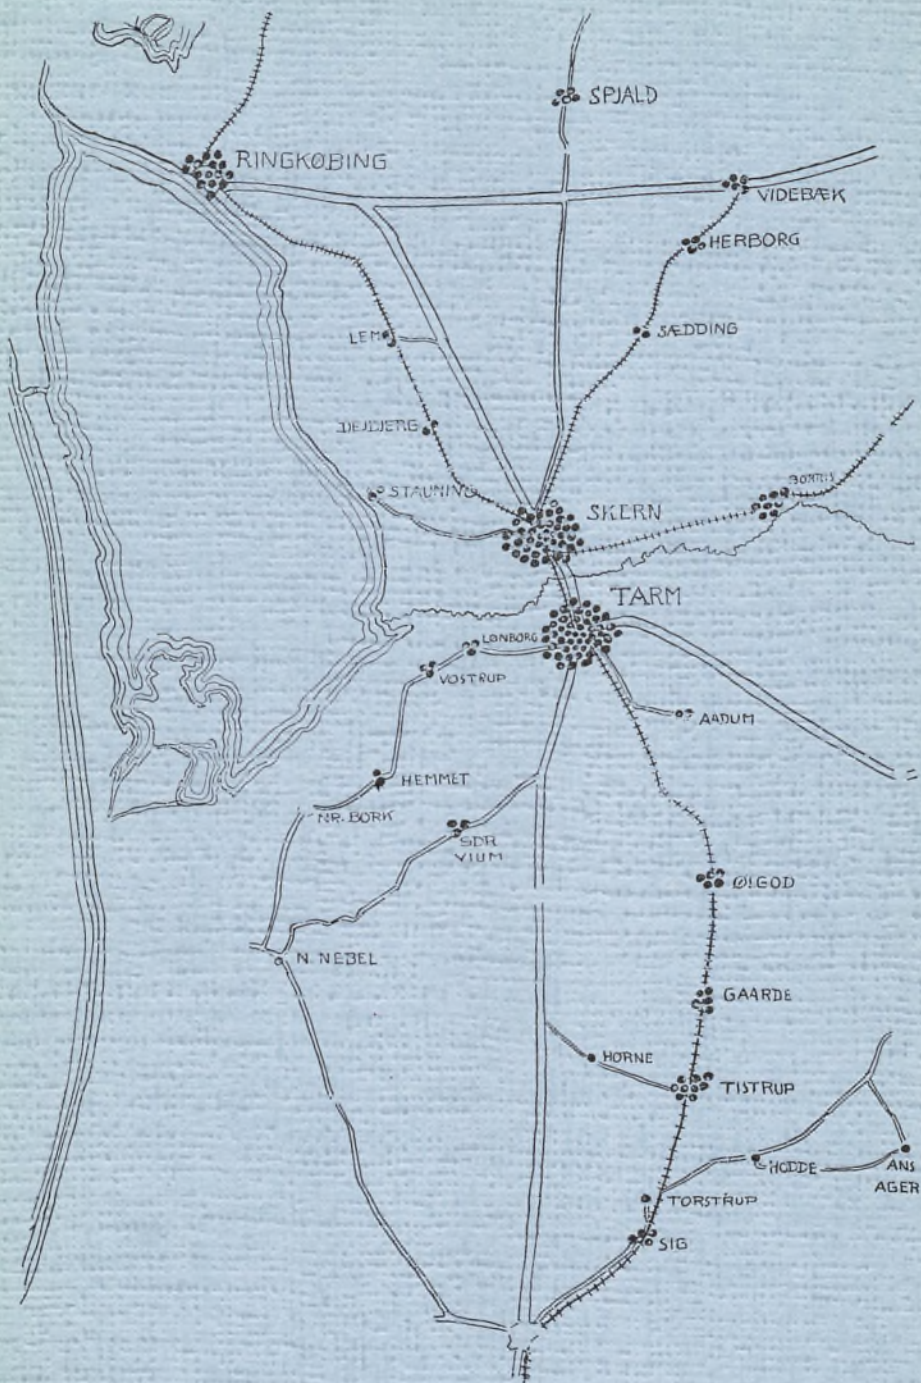 SPJALD
RINGKØBING
VIDEBÆK
HERBORG
SÆDDING
LEM
DEJBJERG
STAUNING
SKERN
TARM
LØNBORG
VOSTRUP
AADUM
HEMMET
NR. BORK
SDR
VIUM
ØLGOD
N. NEBEL
GAARDE
HORNE
TISTRUP
HODDE
ANS
AGER
TORSTRUP
SIG